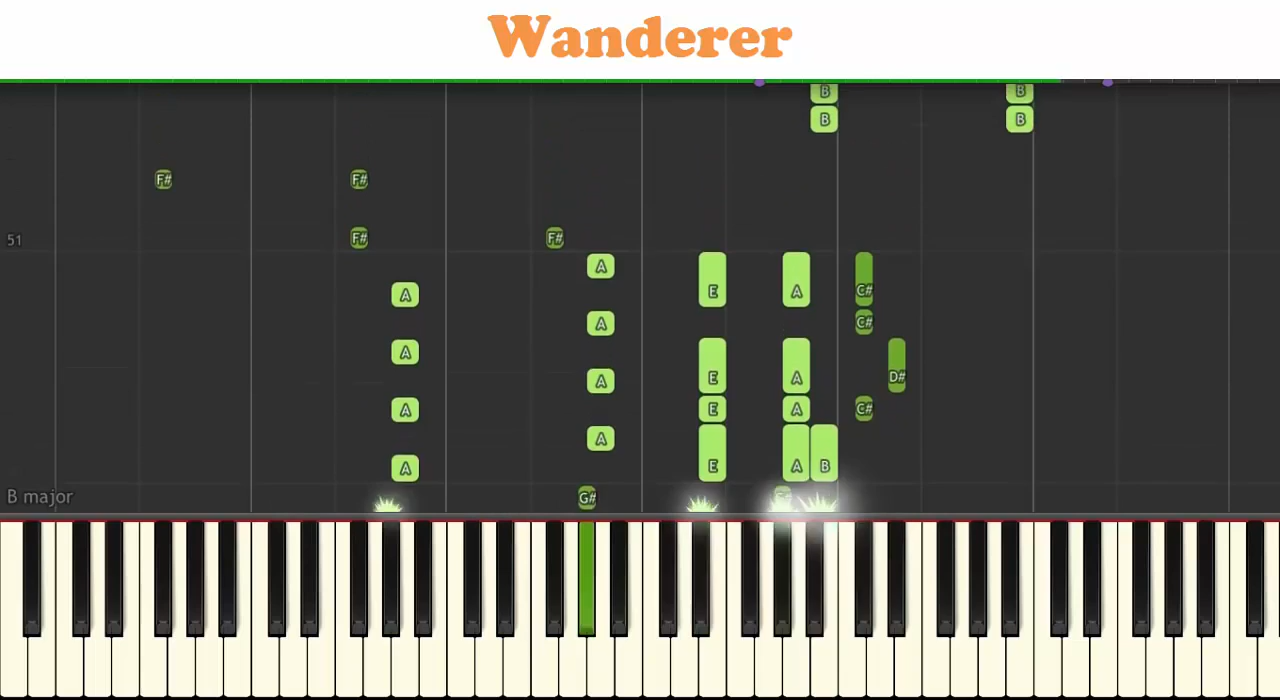 Wanderer
B B
B B
F# F#
51 F# F#
A E A C#
A
A C#
A E A D#
A A
A E A C#
A E A B
A
B major G#